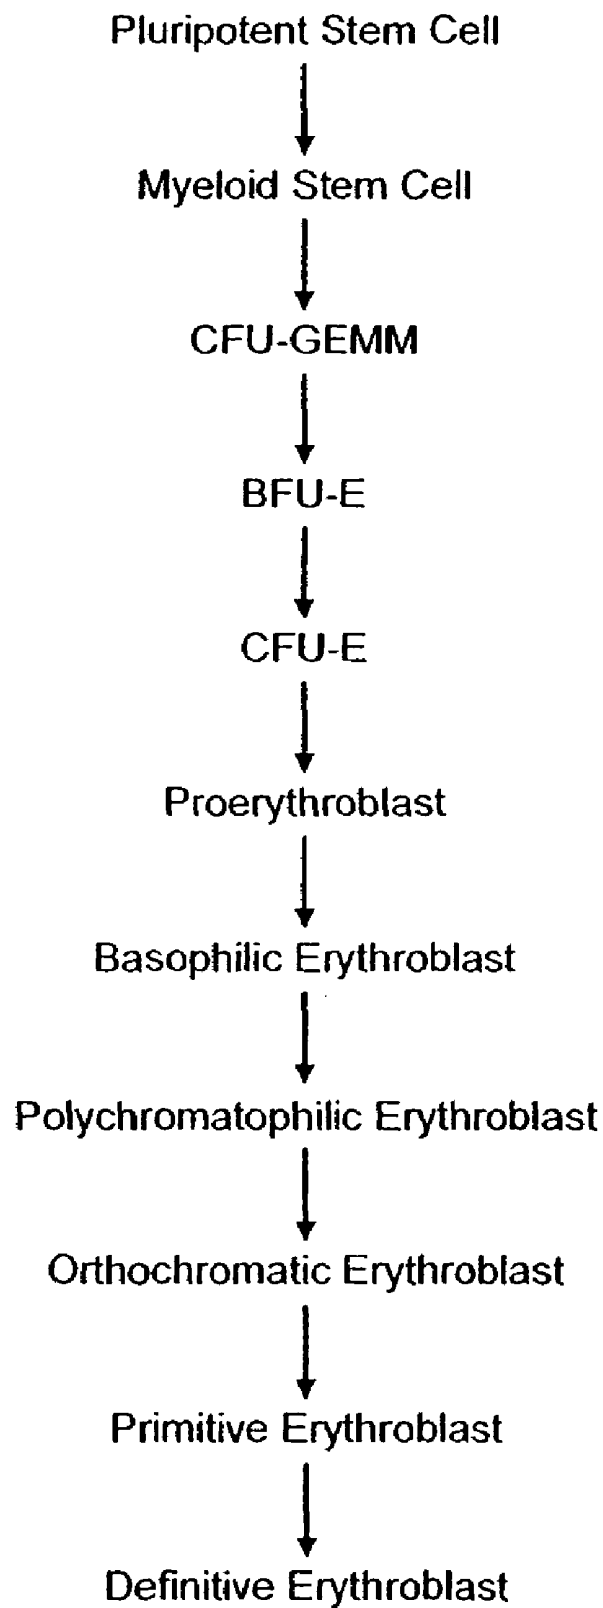 Pluripotent Stem Cell
Myeloid Stem Cell
CFU-GEMM
BFU-E
CFU-E
Proerythroblast
Basophilic Erythroblast
Polychromatophilic Erythroblast
Orthochromatic Erythroblast
Primitive Erythroblast
Definitive Erythroblast